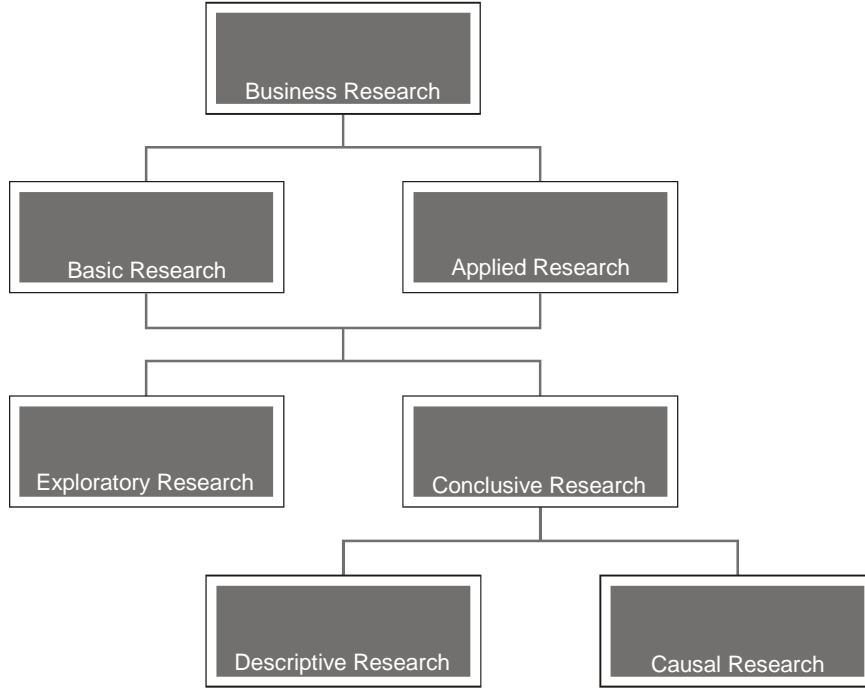 Business Research
Basic Research
Applied Research
Exploratory Research
Conclusive Research
Descriptive Research
Causal Research